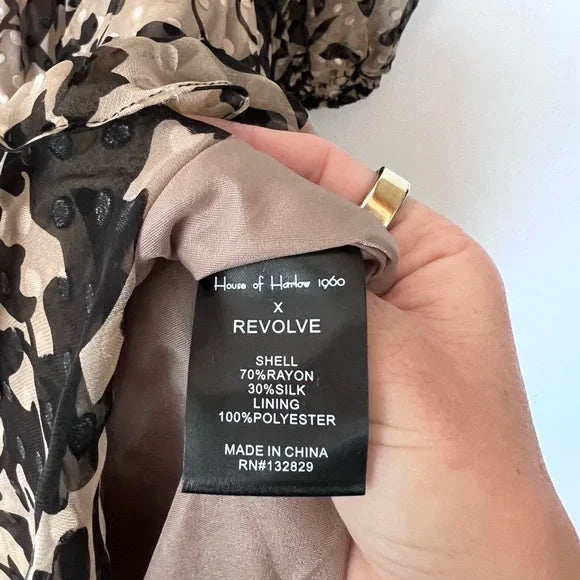 House of Harlow 1960
X
REVOLVE
SHELL
70%RAYON
30%SILK
LINING
100%POLYESTER
MADE IN CHINA
RN#132829